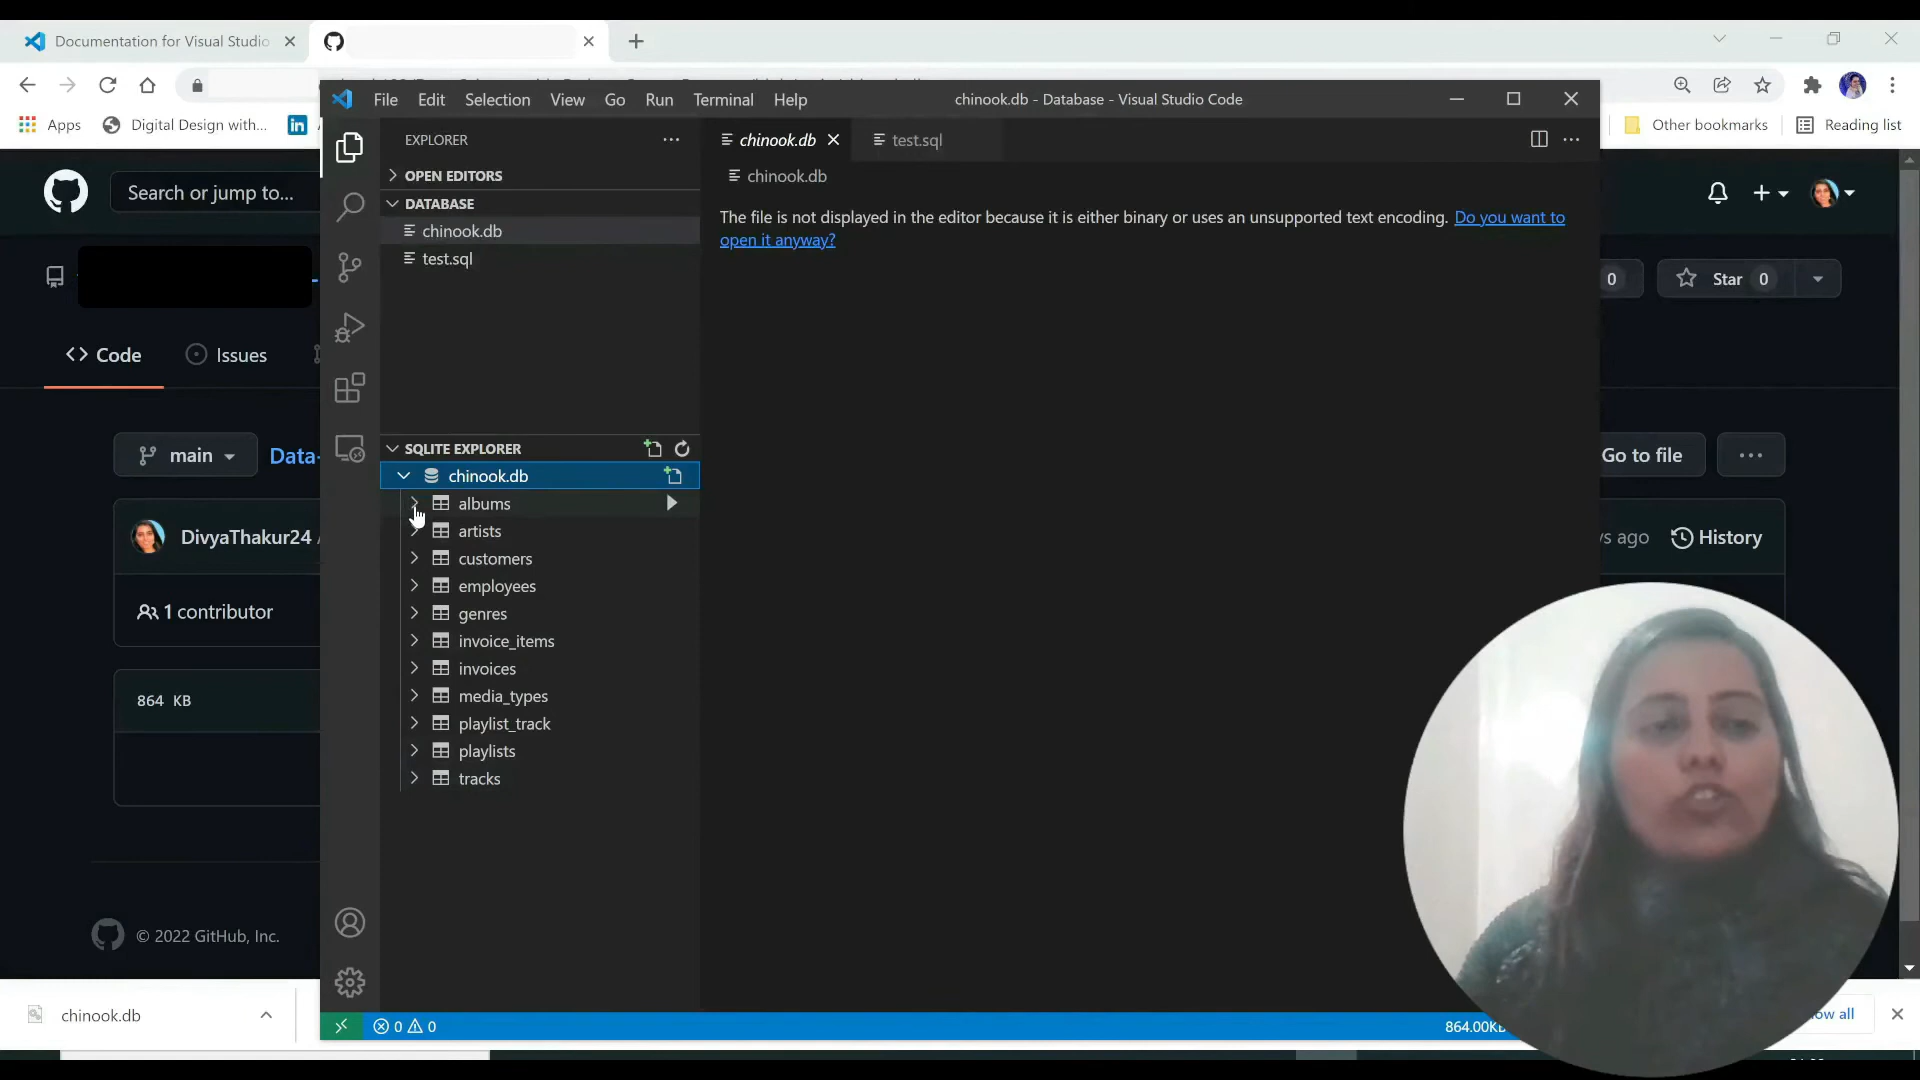 Documentation for Visual Studio
Apps
Digital Design with...
Other bookmarks
Reading list
File Edit Selection View Go Run Terminal Help
chinook.db - Database - Visual Studio Code
EXPLORER
chinook.db
test.sql
OPEN EDITORS
chinook.db
Search or jump to...
DATABASE
chinook.db
The file is not displayed in the editor because it is either binary or uses an unsupported text encoding. Do you want to
open it anyway?
test.sql
0
Star 0
Code
Issues
SQLITE EXPLORER
main
Data-
Go to file
chinook.db
albums
artists
DivyaThakur24
ago
History
customers
employees
genres
1 contributor
invoice_items
invoices
media_types
864 KB
playlist_track
playlists
tracks
© 2022 GitHub, Inc.
chinook.db
0 0
864.00KB
all